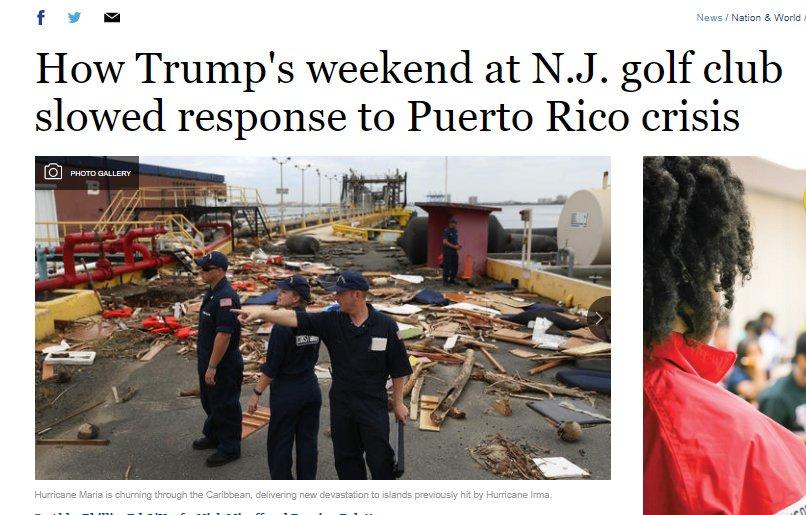 News / Nation & World /
How Trump's weekend at N.J. golf club
slowed response to Puerto Rico crisis
PHOTO GALLERY
Hurricane Maria is churning through the Caribbean, delivering new devastation to islands previously hit by Hurricane Irma.